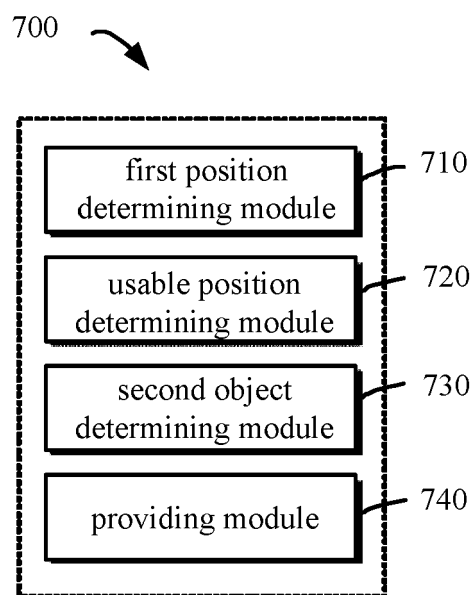 700
first position
determining module
710
usable position
determining module
720
second object
determining module
730
providing module
740